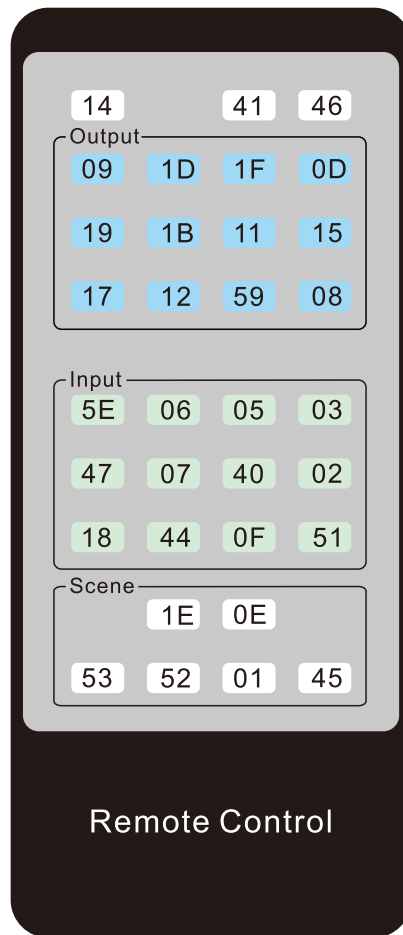 14 41 46
Output
09 1D 1F 0D
19 1B 11 15
17 12 59 08
Input
5E 06 05 03
47 07 40 02
18 44 0F 51
Scene
1E 0E
53 52 01 45
Remote Control